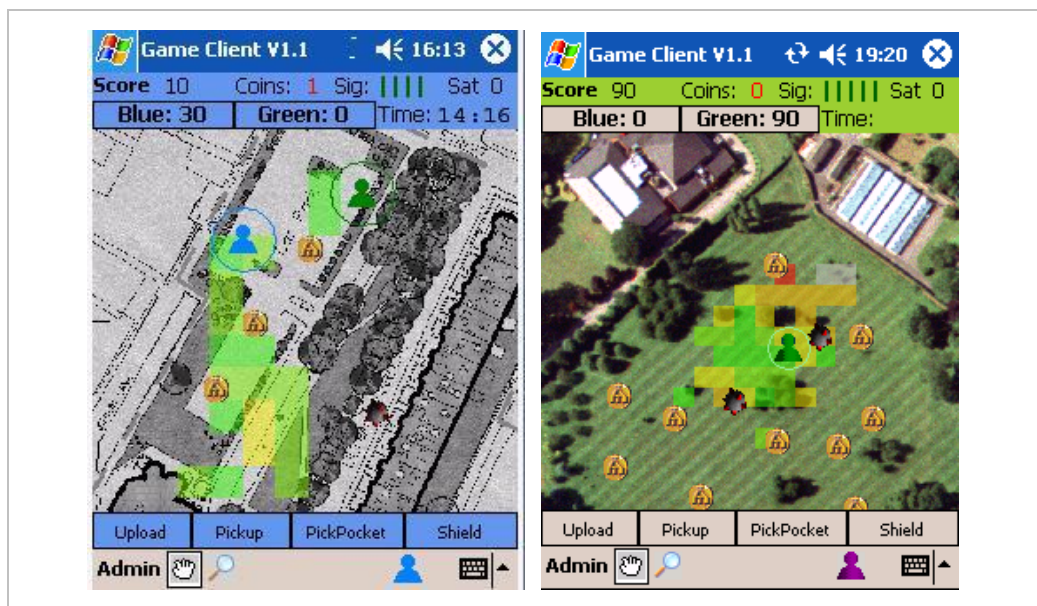 Game Client V1.1 16:13
Score 10 Coins: 1 Sig: Sat 0
Blue: 30 Green: 0 Time: 14:16
Upload Pickup PickPocket Shield
Admin
Game Client V1.1 19:20
Score 90 Coins: 0 Sig: Sat 0
Blue: 0 Green: 90 Time:
Upload Pickup PickPocket Shield
Admin